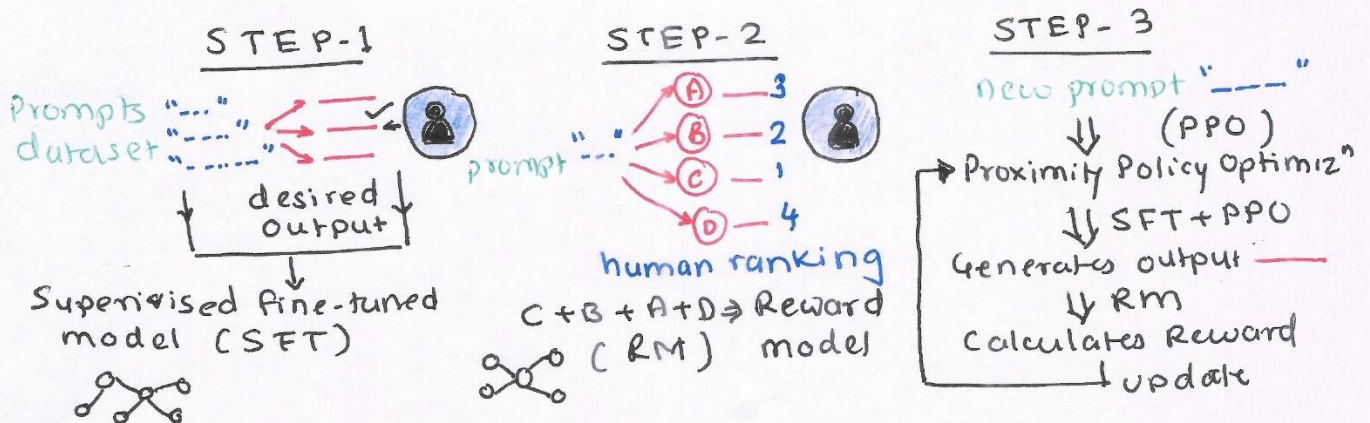 STEP-1
Prompts
dataset
"---"
"----"
"-----"
desired
output
Supervised fine-tuned
model (SFT)
STEP-2
prompt "---"
A — 3
B — 2
C — 1
D — 4
human ranking
C+B+A+D ⇒ Reward
(RM) model
STEP-3
new prompt "----"
(PPO)
Proximity Policy Optimizⁿ
SFT+PPO
Generates output
RM
Calculates Reward
update